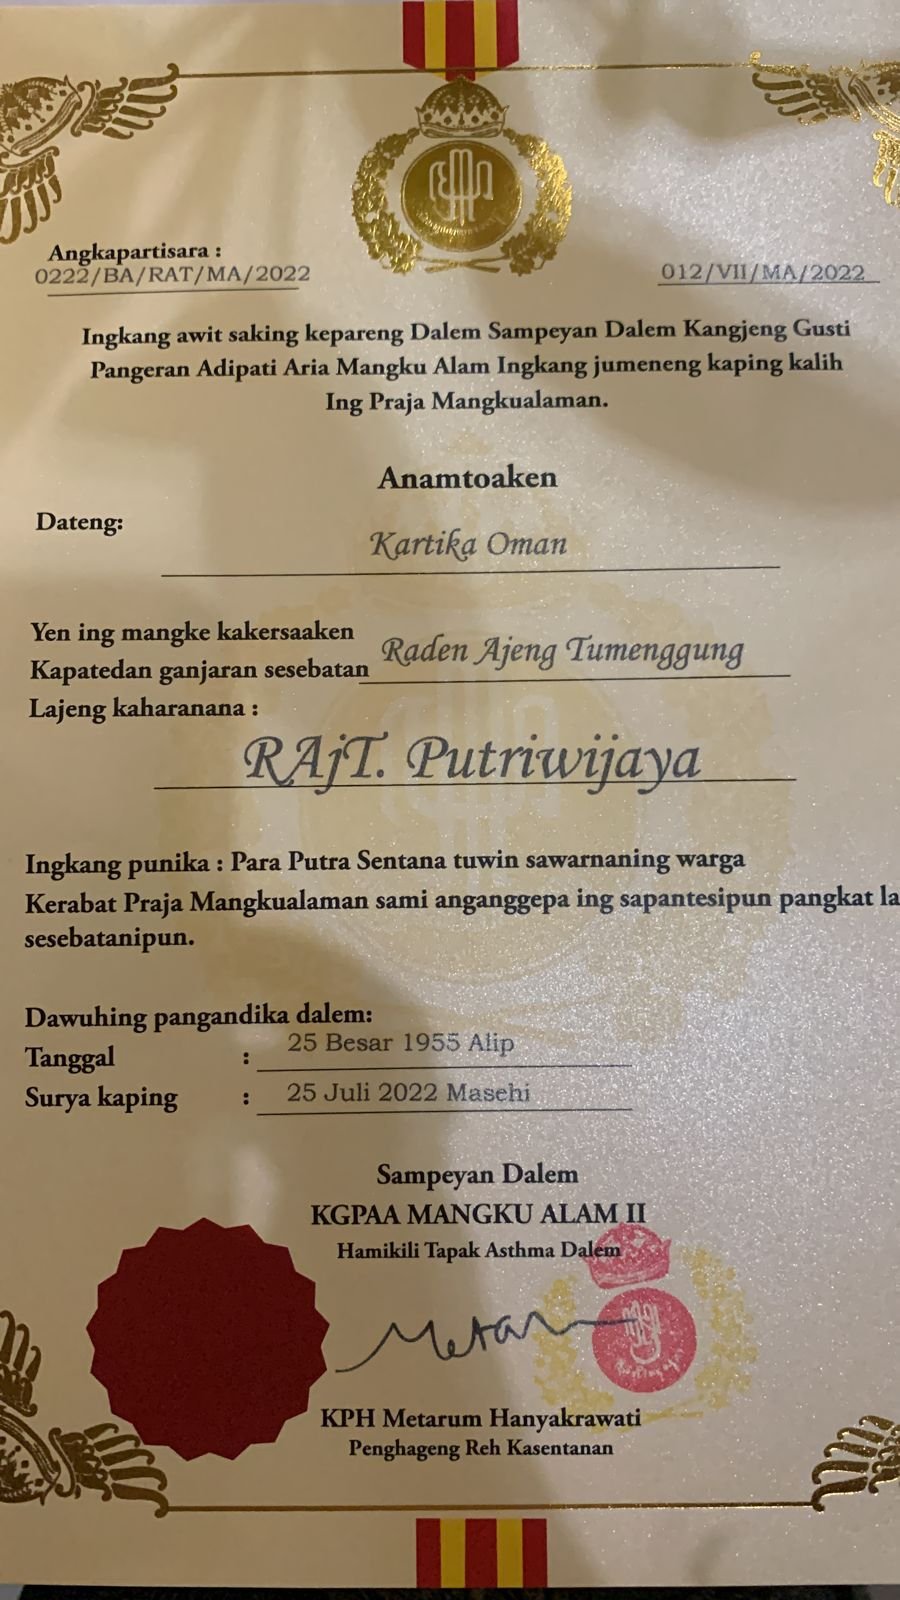 Angkapartisara :
0222/BA/RAT/MA/2022
012/VII/MA/2022
Ingkang awit saking kepareng Dalem Sampeyan Dalem Kangjeng Gusti
Pangeran Adipati Aria Mangku Alam Ingkang jumeneng kaping kalih
Ing Praja Mangkualaman.
Anamtoaken
Dateng:
Kartika Oman
Yen ing mangke kakersaaken
Kapatedan ganjaran sesebatan Raden Ajeng Tumenggung
Lajeng kaharanana :
RAjT. Putriwijaya
Ingkang punika : Para Putra Sentana tuwin sawarnaning warga
Kerabat Praja Mangkualaman sami anganggepa ing sapantesipun pangkat la
sesebatanipun.
Dawuhing pangandika dalem:
Tanggal : 25 Besar 1955 Alip
Surya kaping : 25 Juli 2022 Masehi
Sampeyan Dalem
KGPAA MANGKU ALAM II
Hamikili Tapak Asthma Dalem
Metar
KPH Metarum Hanyakrawati
Penghageng Reh Kasentanan